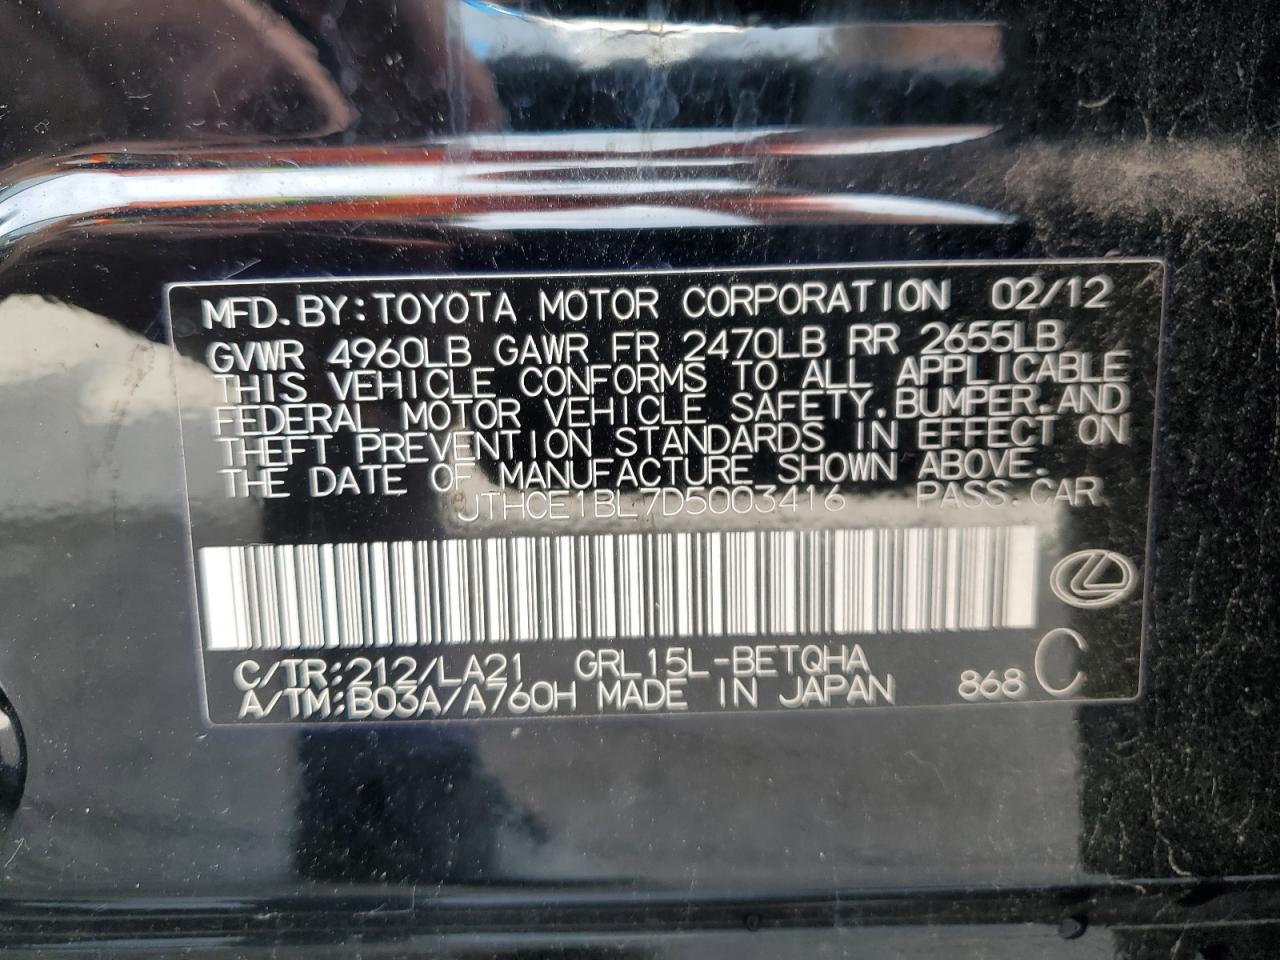 MFD. BY: TOYOTA MOTOR CORPORATION 02/12
GVWR 4960LB GAWR FR 2470LB RR 2655LB
THIS VEHICLE CONFORMS TO ALL APPLICABLE
FEDERAL MOTOR VEHICLE SAFETY, BUMPER, AND
THEFT PREVENTION STANDARDS IN EFFECT ON
THE DATE OF MANUFACTURE SHOWN ABOVE.
JTHCE1BL7D5003416 PASS. CAR
C/TR: 212/LA21 GRL15L-BETQHA
A/TM: B03A/A760H MADE IN JAPAN 868 C